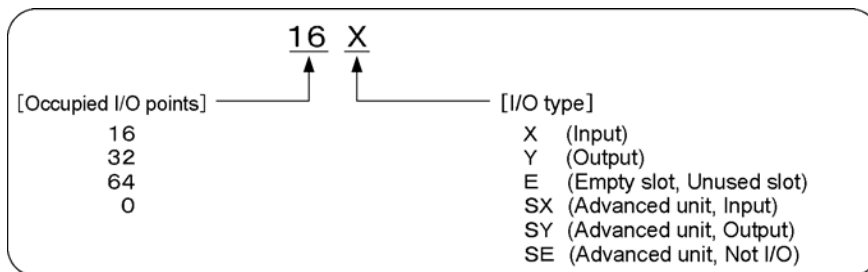 16 X
[Occupied I/O points] [I/O type]
16 X (Input)
32 Y (Output)
64 E (Empty slot, Unused slot)
0 SX (Advanced unit, Input)
SY (Advanced unit, Output)
SE (Advanced unit, Not I/O)